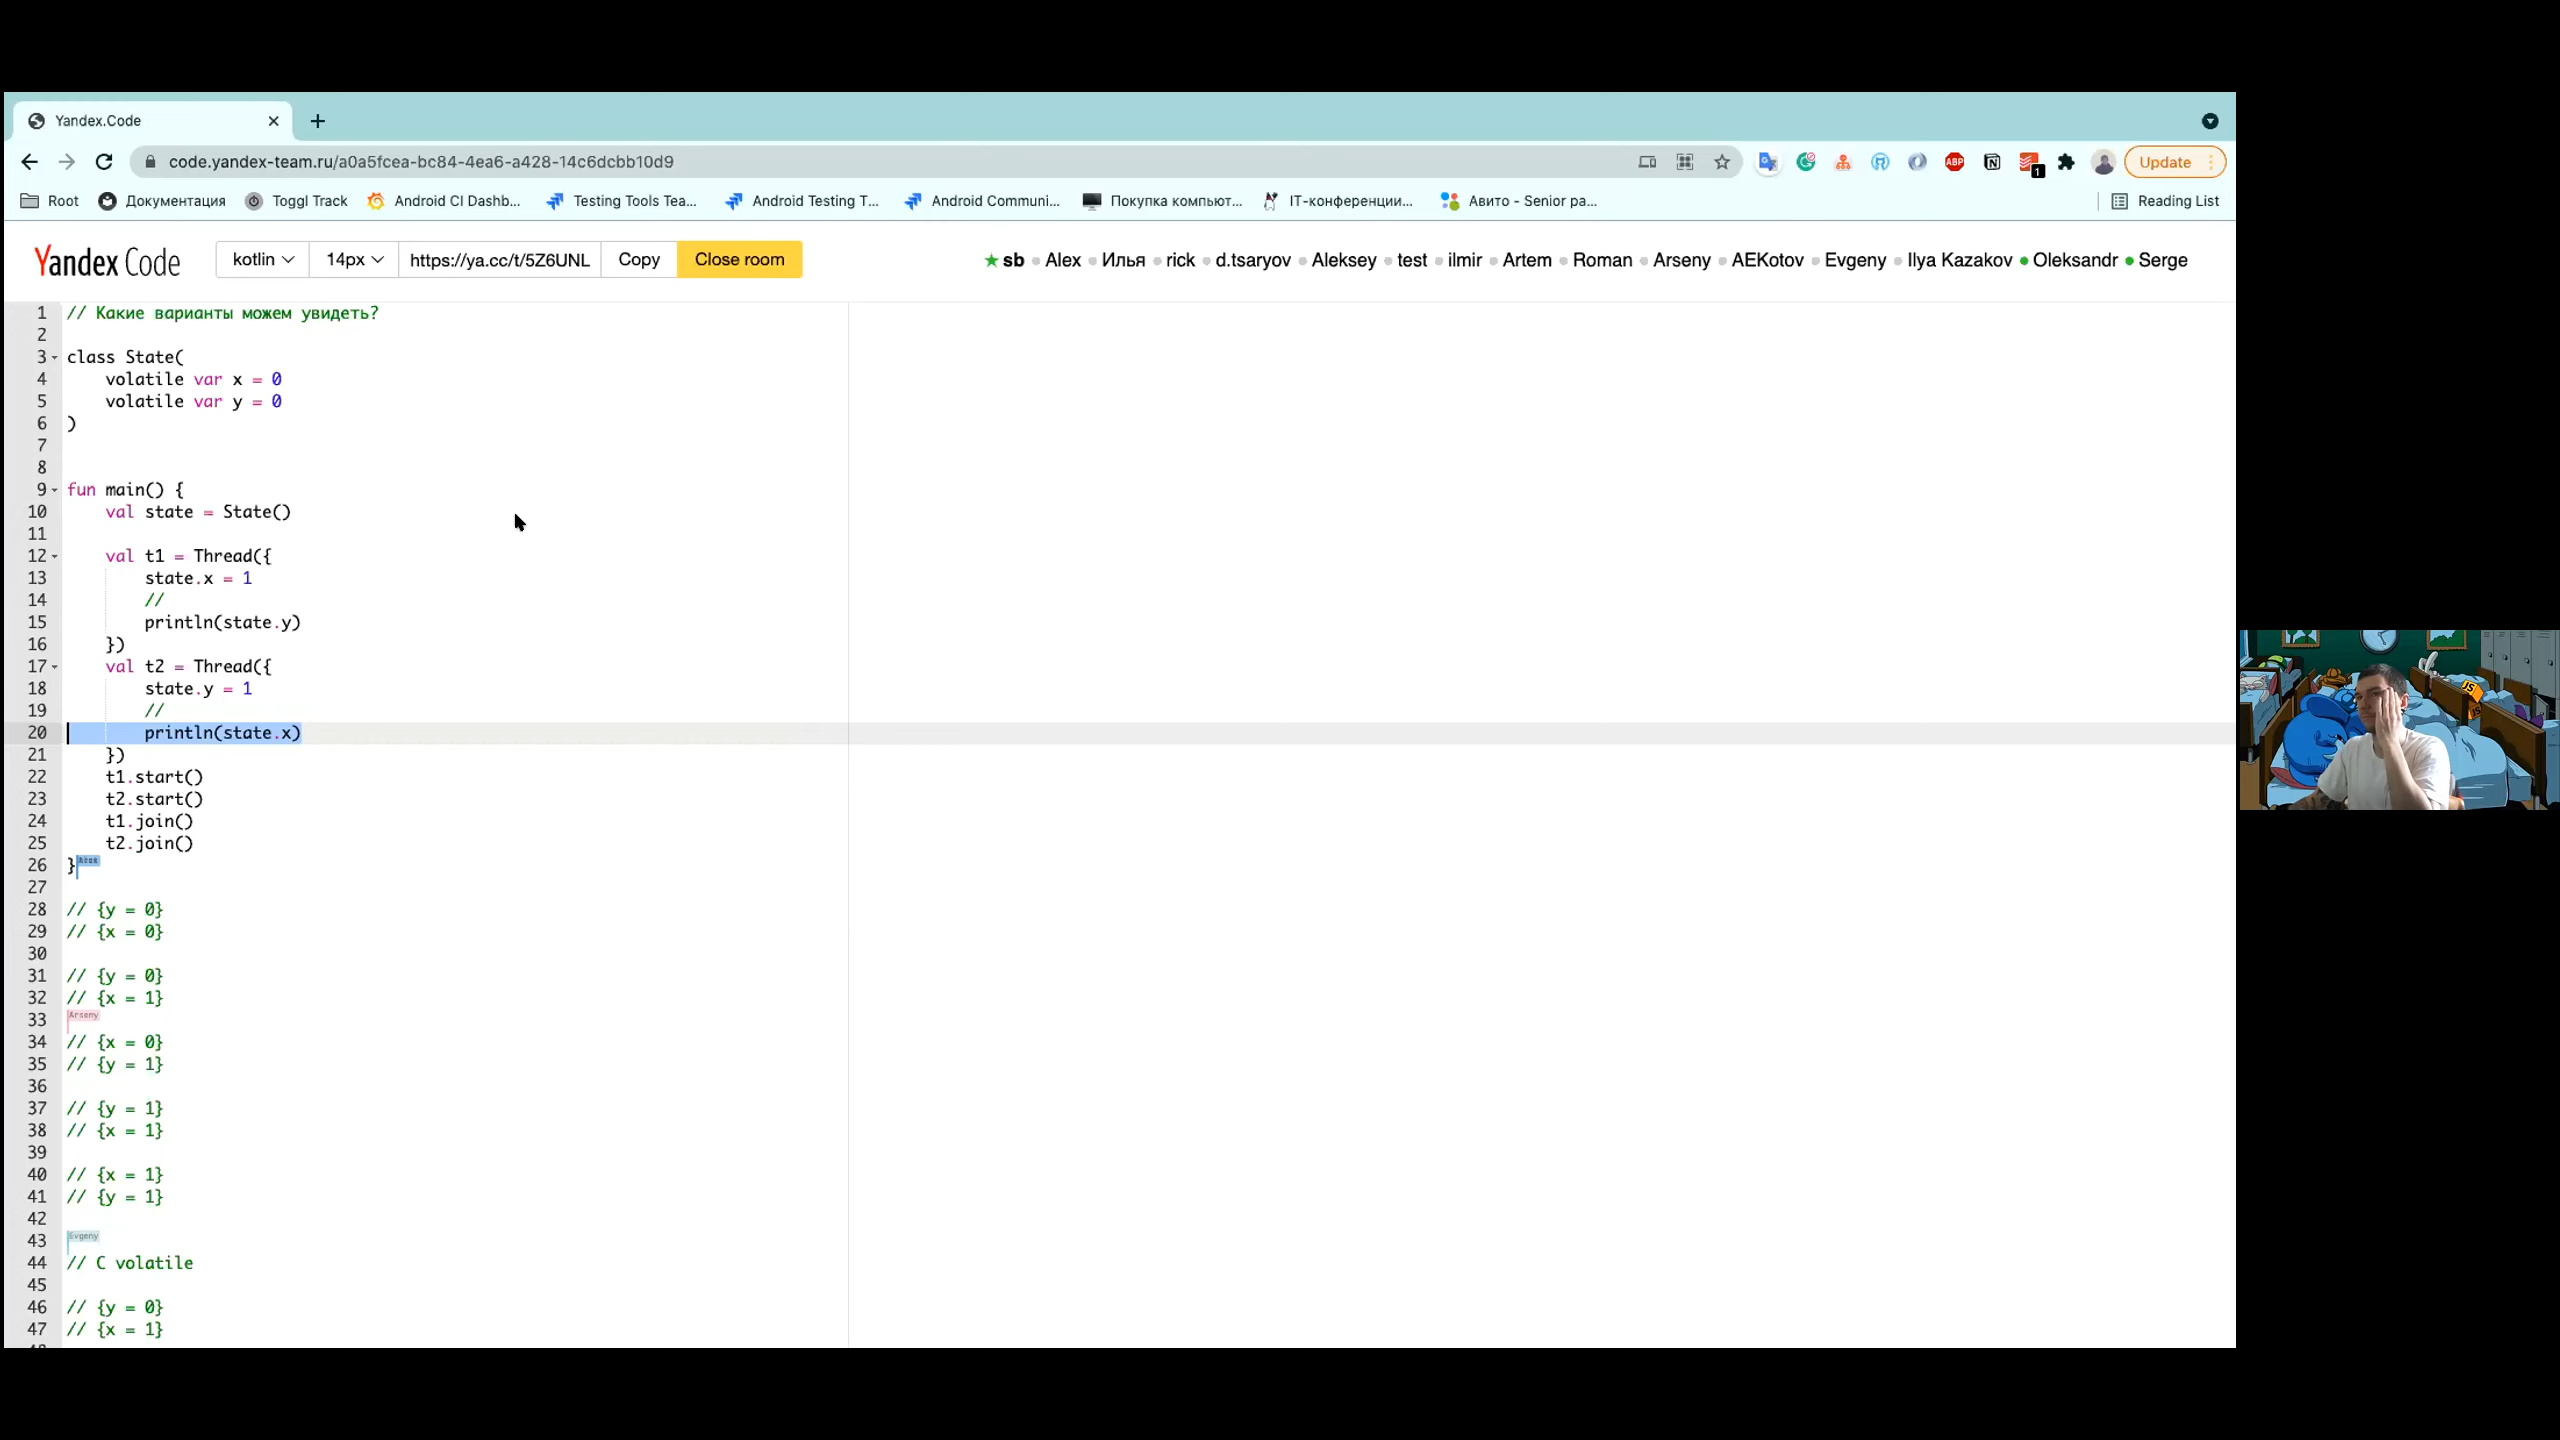 Yandex.Code
code.yandex-team.ru/a0a5fcea-bc84-4ea6-a428-14c6dcbb10d9
ABP
1
Update
Root
Документация
Toggl Track
Android CI Dashb...
Testing Tools Tea...
Android Testing T...
Android Communi...
Покупка компьют...
IT-конференции...
Авито - Senior pa...
Reading List
Yandex Code
kotlin
14px
https://ya.cc/t/5Z6UNL
Copy
Close room
sb Alex Илья rick d.tsaryov Aleksey test ilmir Artem Roman Arseny AEKotov Evgeny Ilya Kazakov Oleksandr Serge
1 // Какие варианты можем увидеть?
2
3 class State(
4 volatile var x = 0
5 volatile var y = 0
6 )
7
8
9 fun main() {
10 val state = State()
11
12 val t1 = Thread({
13 state.x = 1
14 //
15 println(state.y)
16 })
17 val t2 = Thread({
18 state.y = 1
19 //
20 println(state.x)
21 })
22 t1.start()
23 t2.start()
24 t1.join()
25 t2.join()
26 }
27
28 // {y = 0}
29 // {x = 0}
30
31 // {y = 0}
32 // {x = 1}
33 Arseny
34 // {x = 0}
35 // {y = 1}
36
37 // {y = 1}
38 // {x = 1}
39
40 // {x = 1}
41 // {y = 1}
42
43 Evgeny
44 // С volatile
45
46 // {y = 0}
47 // {x = 1}
JS